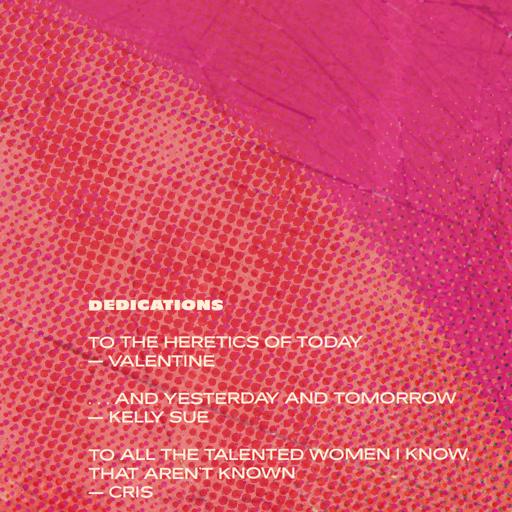 DEDICATIONS
TO THE HERETICS OF TODAY
— VALENTINE
. . . AND YESTERDAY AND TOMORROW
— KELLY SUE
TO ALL THE TALENTED WOMEN I KNOW,
THAT AREN'T KNOWN
— CRIS